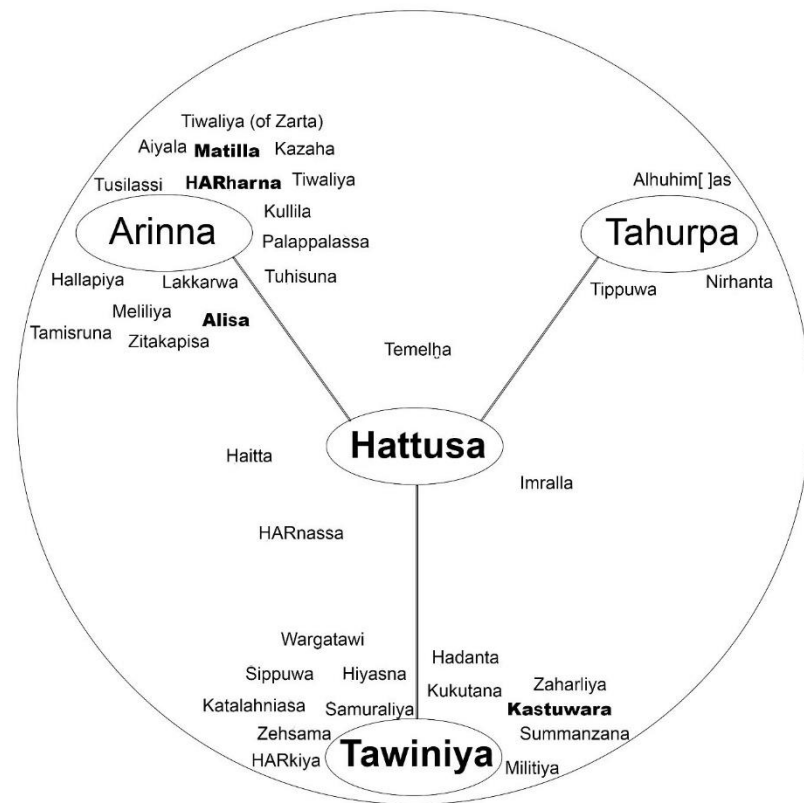 Tiwaliya (of Zarta)
Aiyala Matilla Kazaha
Tusilassi HARharna Tiwaliya
Alhuhim[ ]as
Kullila
Arinna
Tahurpa
Palappalassa
Hallapiya Lakkarwa Tuhisuna
Tippuwa Nirhanta
Meliliya Alisa
Tamisruna Zitakapisa
Temelḫa
Hattusa
Haitta
Imralla
HARnassa
Wargatawi
Hadanta
Sippuwa Hiyasna
Kukutana Zaharliya
Katalahniasa Samuraliya
Kastuwara
Zehsama
Summanzana
HARkiya Tawiniya Militiya